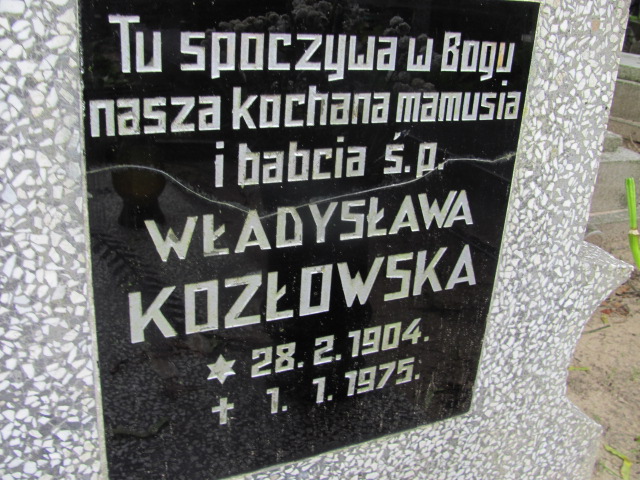 Tu spoczywa w Bogu
nasza kochana mamusia
i babcia ś.p.
WŁADYSŁAWA
KOZŁOWSKA
✶ 28. 2. 1904.
✝ 1. 1. 1975.